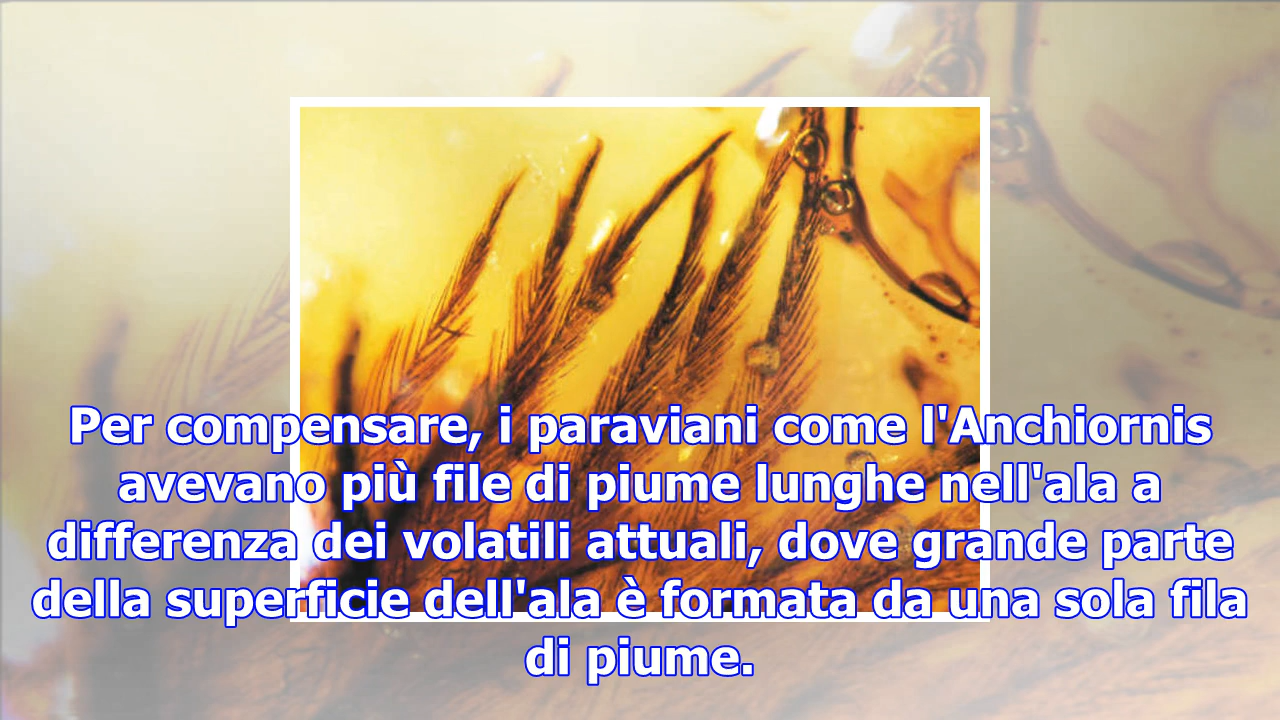 Per compensare, i paraviani come l'Anchiornis
avevano più file di piume lunghe nell'ala a
differenza dei volatili attuali, dove grande parte
della superficie dell'ala è formata da una sola fila
di piume.